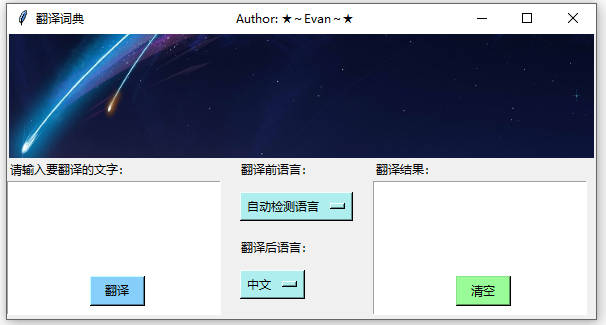 翻译词典 Author: ★~Evan~★
请输入要翻译的文字:
翻译前语言:
翻译结果:
自动检测语言
翻译后语言:
中文
翻译
清空